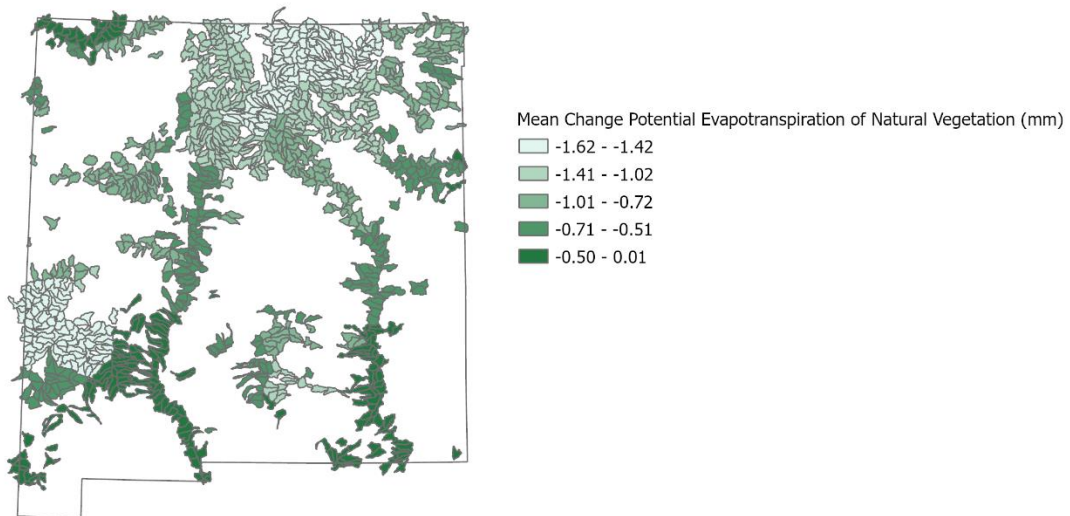 Mean Change Potential Evapotranspiration of Natural Vegetation (mm)
-1.62 - -1.42
-1.41 - -1.02
-1.01 - -0.72
-0.71 - -0.51
-0.50 - 0.01